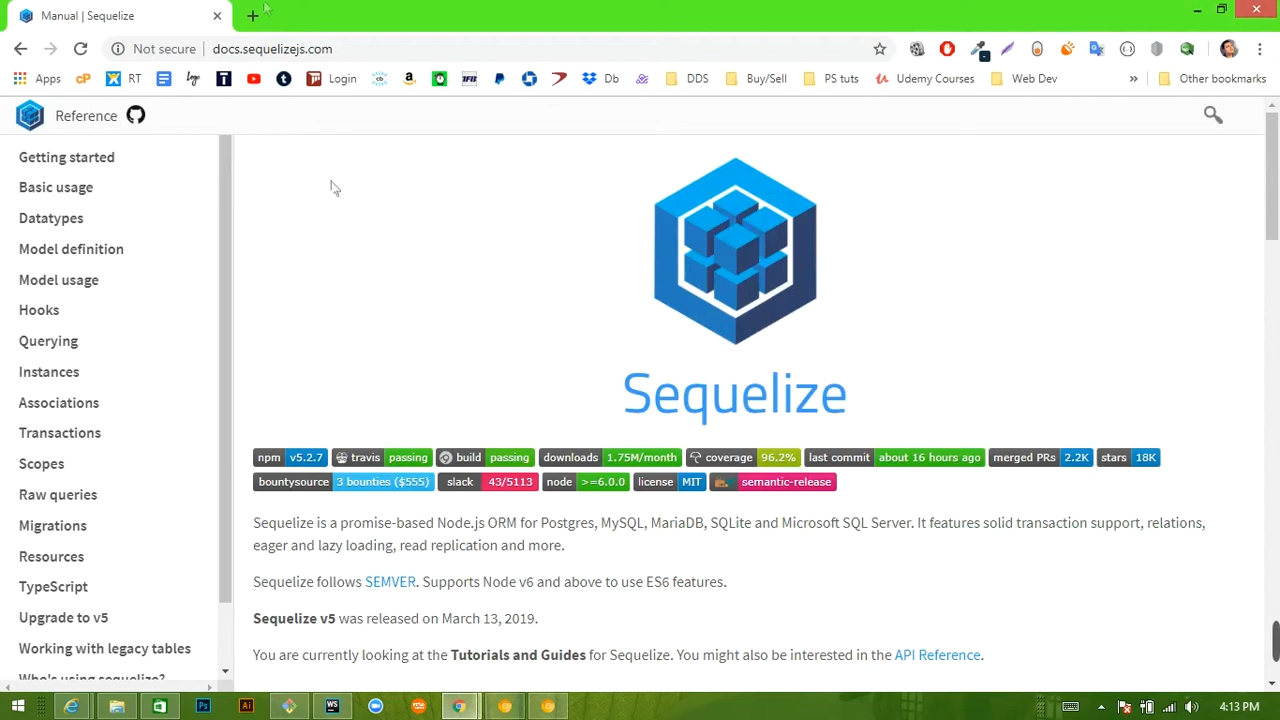 Manual | Sequelize
Not secure
docs.sequelizejs.com
Apps
cP
RT
Login
Db
DDS
Buy/Sell
PS tuts
Udemy Courses
Web Dev
»
Other bookmarks
Reference
Getting started
Basic usage
Datatypes
Model definition
Model usage
Hooks
Querying
Instances
Associations
Transactions
Scopes
Raw queries
Migrations
Resources
TypeScript
Upgrade to v5
Working with legacy tables
Who's using sequelize?
Sequelize
npm v5.2.7 travis passing build passing downloads 1.75M/month coverage 96.2% last commit about 16 hours ago merged PRs 2.2K stars 18K
bountysource 3 bounties ($555) slack 43/5113 node >=6.0.0 license MIT semantic-release
Sequelize is a promise-based Node.js ORM for Postgres, MySQL, MariaDB, SQLite and Microsoft SQL Server. It features solid transaction support, relations,
eager and lazy loading, read replication and more.
Sequelize follows SEMVER. Supports Node v6 and above to use ES6 features.
Sequelize v5 was released on March 13, 2019.
You are currently looking at the Tutorials and Guides for Sequelize. You might also be interested in the API Reference.
Ps
Ai
WS
4:13 PM